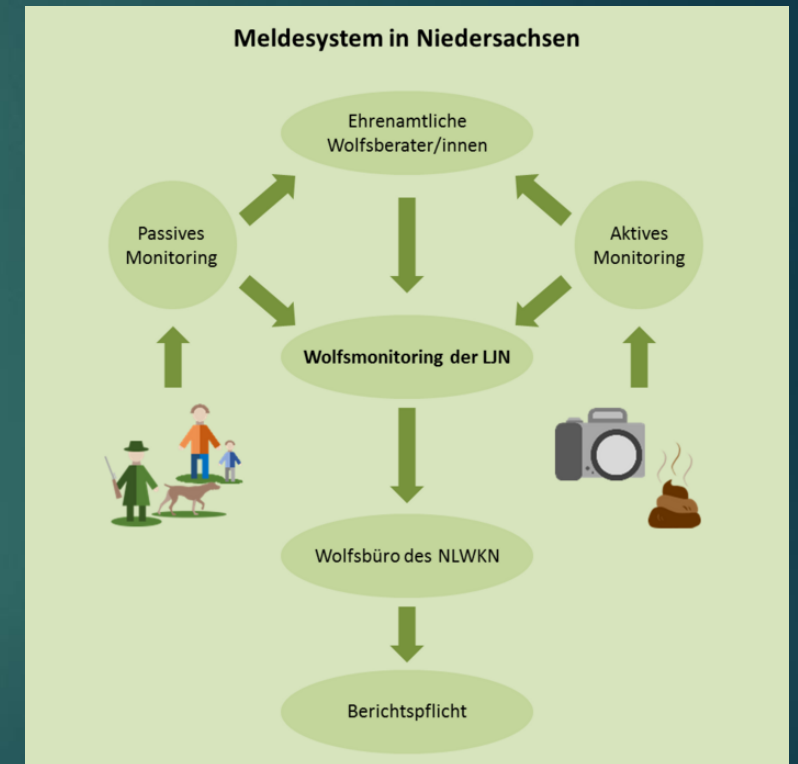 Meldesystem in Niedersachsen
Ehrenamtliche
Wolfsberater/innen
Passives
Monitoring
Aktives
Monitoring
Wolfsmonitoring der LJN
Wolfsbüro des NLWKN
Berichtspflicht